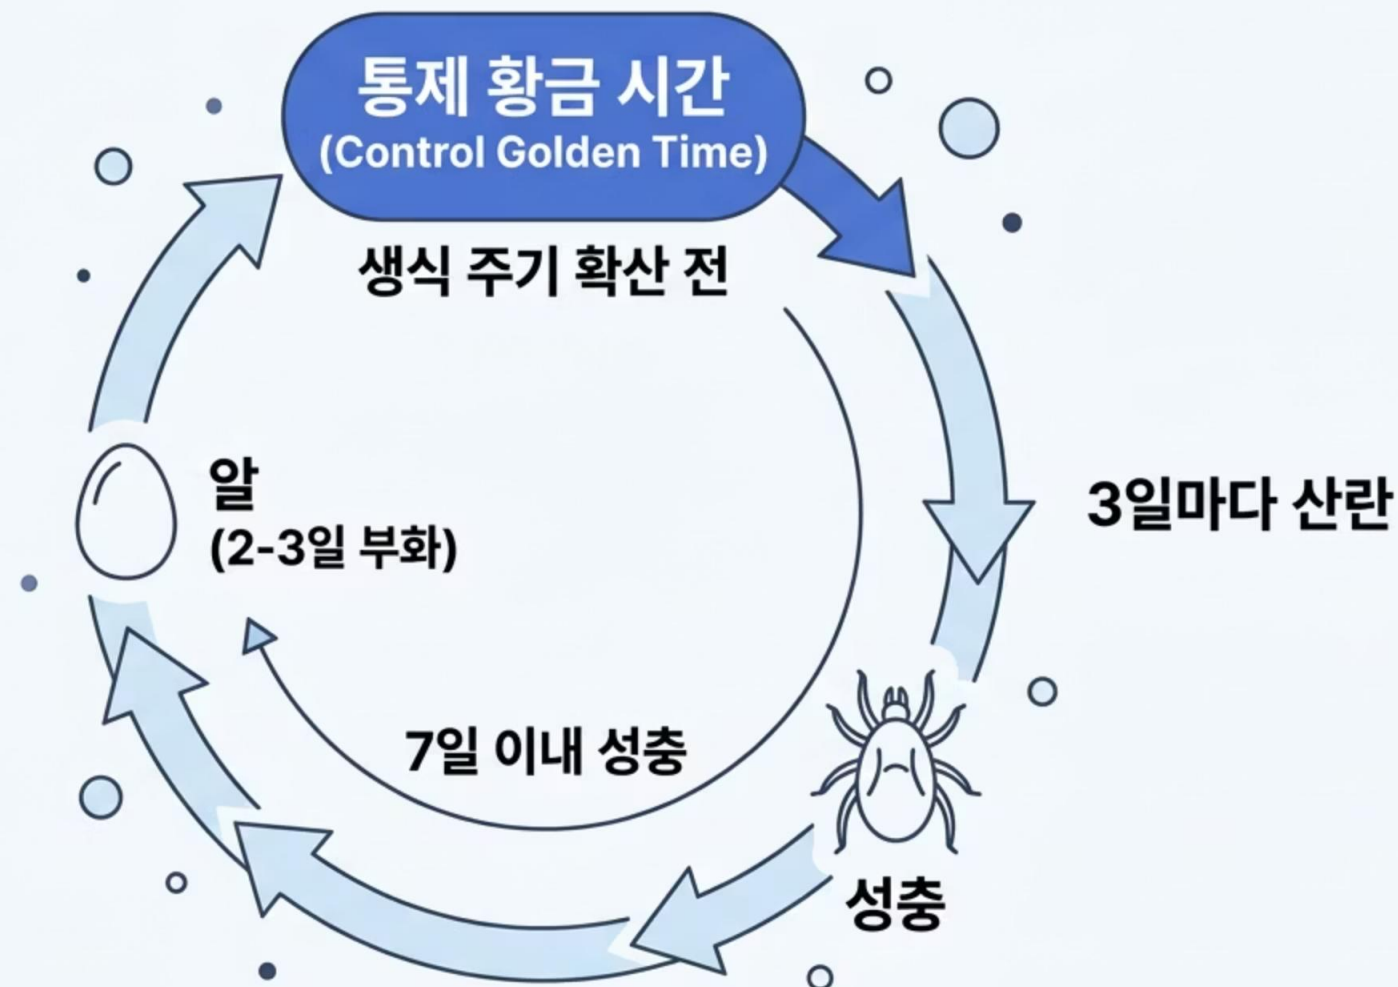 통제 황금 시간
(Control Golden Time)
생식 주기 확산 전
알
(2-3일 부화)
3일마다 산란
7일 이내 성충
성충